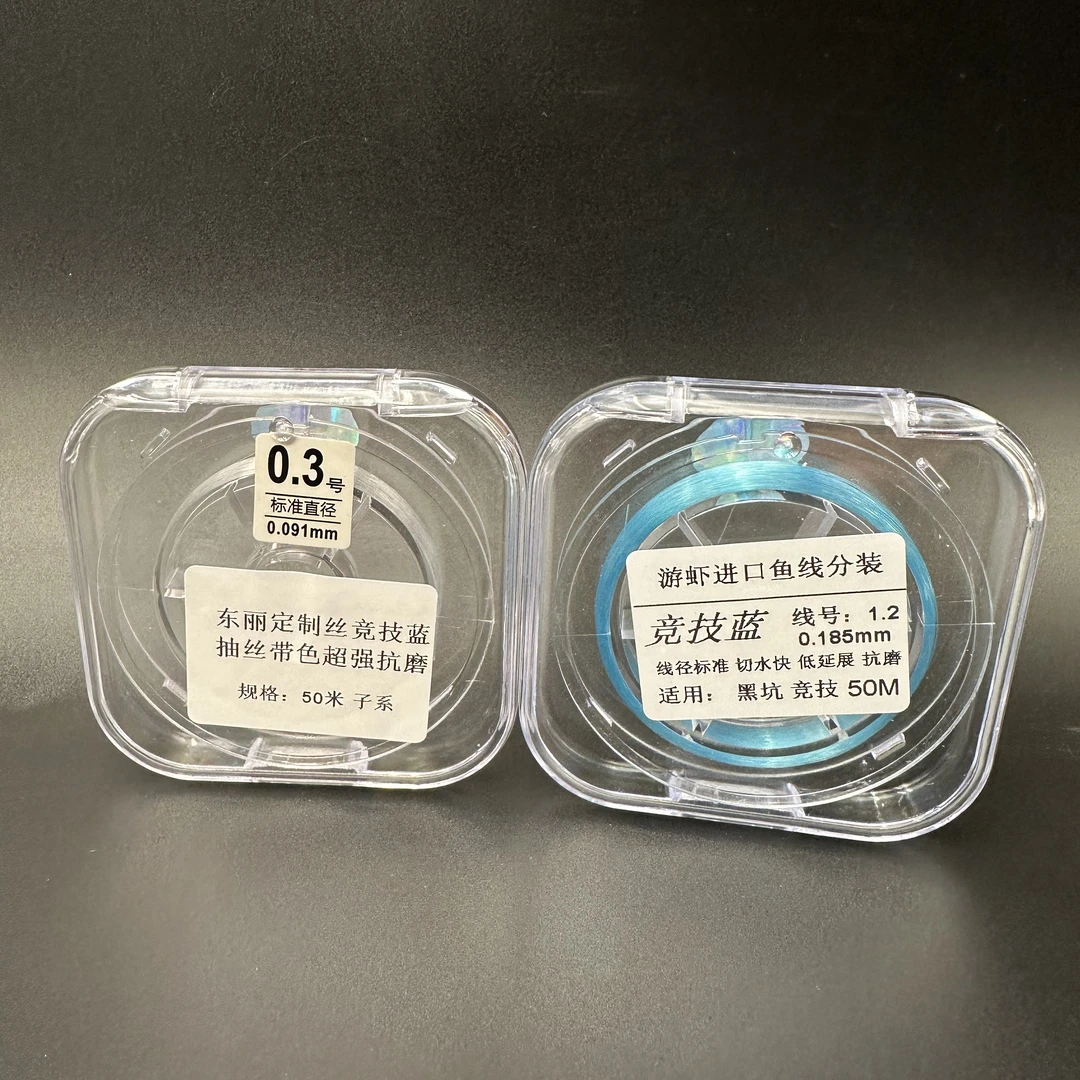 0.3号
标准直径
0.091mm
东丽定制丝竞技蓝
抽丝带色超强抗磨
规格：50米 子系
游虾进口鱼线分装
竞技蓝 线号：1.2
0.185mm
线径标准 切水快 低延展 抗磨
适用： 黑坑 竞技 50M